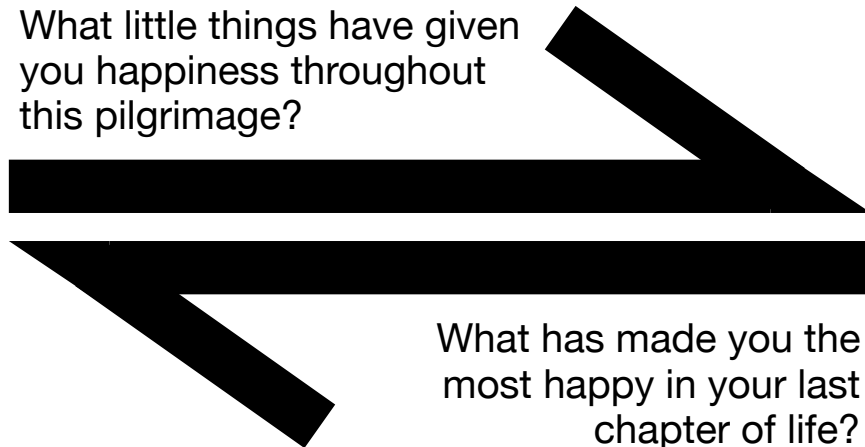 What little things have given
you happiness throughout
this pilgrimage?
What has made you the
most happy in your last
chapter of life?